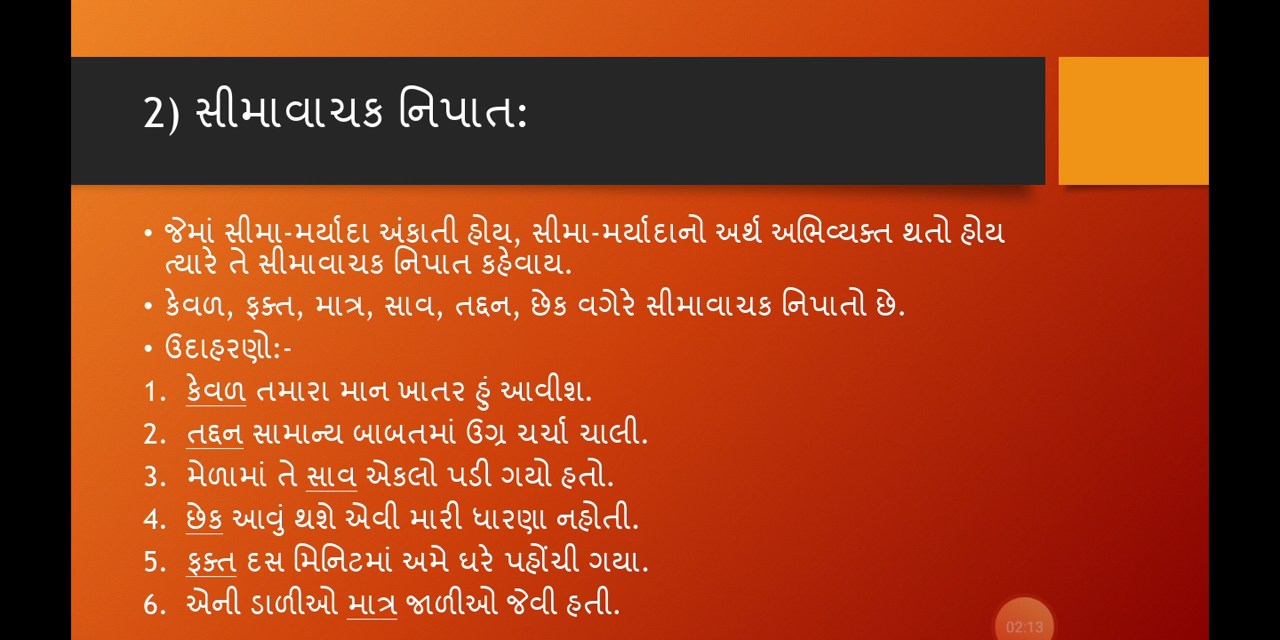 2) સીમાવાચક નિપાત:
• જેમાં સીમા-મર્યાદા અંકાતી હોય, સીમા-મર્યાદાનો અર્થ અભિવ્યક્ત થતો હોય
ત્યારે તે સીમાવાચક નિપાત કહેવાય.
• કેવળ, ફક્ત, માત્ર, સાવ, તદ્દન, છેક વગેરે સીમાવાચક નિપાતો છે.
• ઉદાહરણો:-
1. કેવળ તમારા માન ખાતર હું આવીશ.
2. તદ્દન સામાન્ય બાબતમાં ઉગ્ર ચર્ચા ચાલી.
3. મેળામાં તે સાવ એકલો પડી ગયો હતો.
4. છેક આવું થશે એવી મારી ધારણા નહોતી.
5. ફક્ત દસ મિનિટમાં અમે ઘરે પહોંચી ગયા.
6. એની ડાળીઓ માત્ર જાળીઓ જેવી હતી.
02:13